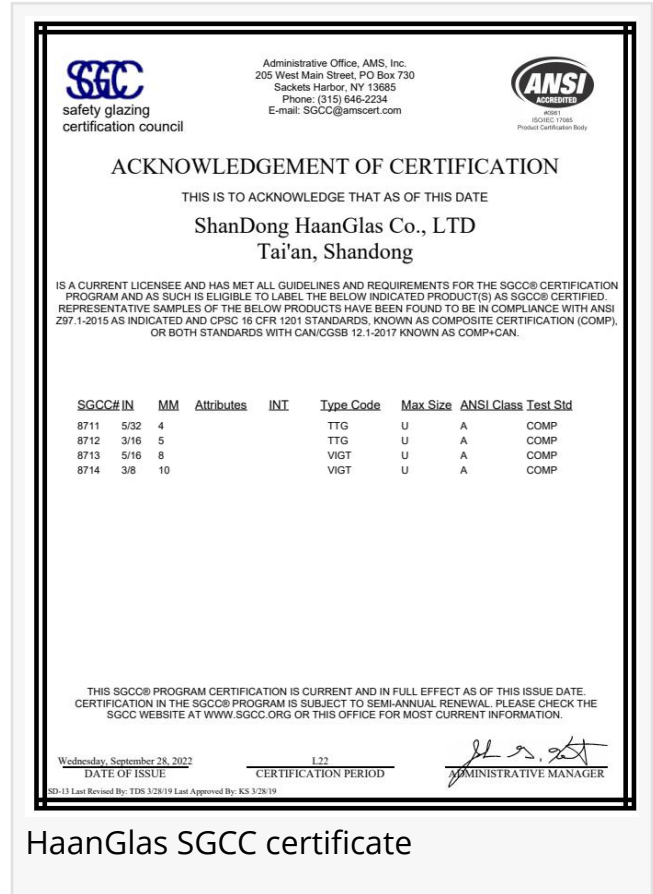 SGCC
safety glazing
certification council
Administrative Office, AMS, Inc.
205 West Main Street, PO Box 730
Sackets Harbor, NY 13685
Phone: (315) 646-2234
E-mail: SGCC@amscert.com
ANSI
ACCREDITED
#0961
ISO/IEC 17065
Product Certification Body
ACKNOWLEDGEMENT OF CERTIFICATION
THIS IS TO ACKNOWLEDGE THAT AS OF THIS DATE
ShanDong HaanGlas Co., LTD
Tai'an, Shandong
IS A CURRENT LICENSEE AND HAS MET ALL GUIDELINES AND REQUIREMENTS FOR THE SGCC® CERTIFICATION
PROGRAM AND AS SUCH IS ELIGIBLE TO LABEL THE BELOW INDICATED PRODUCT(S) AS SGCC® CERTIFIED.
REPRESENTATIVE SAMPLES OF THE BELOW PRODUCTS HAVE BEEN FOUND TO BE IN COMPLIANCE WITH ANSI
Z97.1-2015 AS INDICATED AND CPSC 16 CFR 1201 STANDARDS, KNOWN AS COMPOSITE CERTIFICATION (COMP),
OR BOTH STANDARDS WITH CAN/CGSB 12.1-2017 KNOWN AS COMP+CAN.
SGCC# IN MM Attributes INT Type Code Max Size ANSI Class Test Std
8711 5/32 4 TTG U A COMP
8712 3/16 5 TTG U A COMP
8713 5/16 8 VIGT U A COMP
8714 3/8 10 VIGT U A COMP
THIS SGCC® PROGRAM CERTIFICATION IS CURRENT AND IN FULL EFFECT AS OF THIS ISSUE DATE.
CERTIFICATION IN THE SGCC® PROGRAM IS SUBJECT TO SEMI-ANNUAL RENEWAL. PLEASE CHECK THE
SGCC WEBSITE AT WWW.SGCC.ORG OR THIS OFFICE FOR MOST CURRENT INFORMATION.
Wednesday, September 28, 2022 L22
DATE OF ISSUE CERTIFICATION PERIOD ADMINISTRATIVE MANAGER
SD-13 Last Revised By: TDS 3/28/19 Last Approved By: KS 3/28/19
HaanGlas SGCC certificate